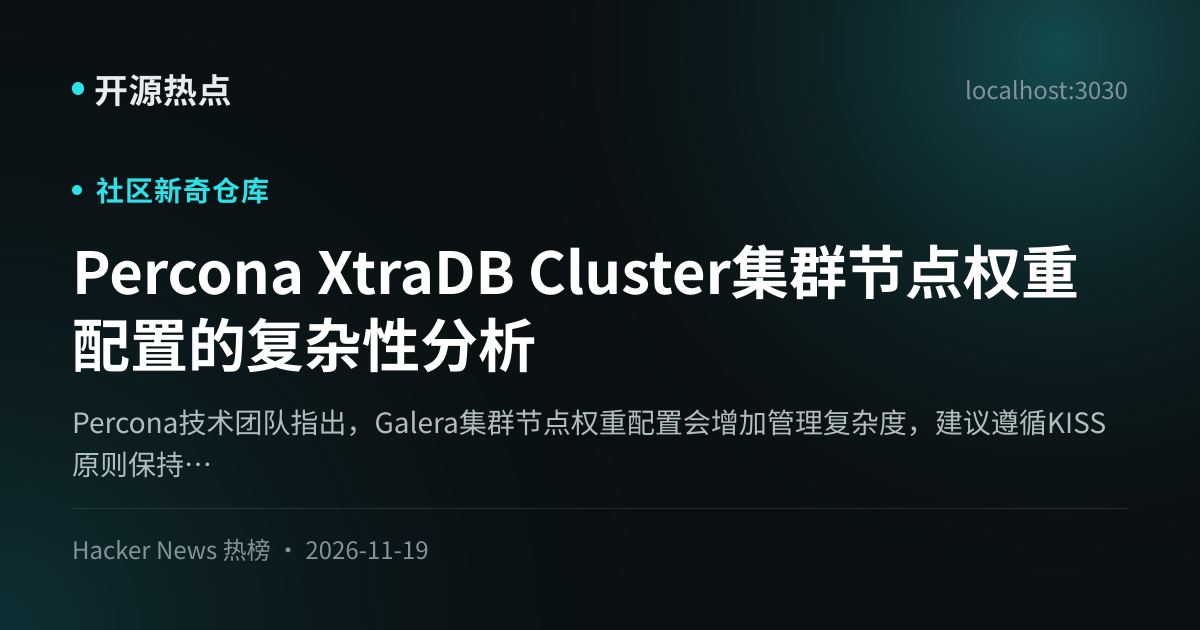 开源热点
localhost:3030
社区新奇仓库
Percona XtraDB Cluster集群节点权重
配置的复杂性分析
Percona技术团队指出，Galera集群节点权重配置会增加管理复杂度，建议遵循KISS
原则保持…
Hacker News 热榜 · 2026-11-19